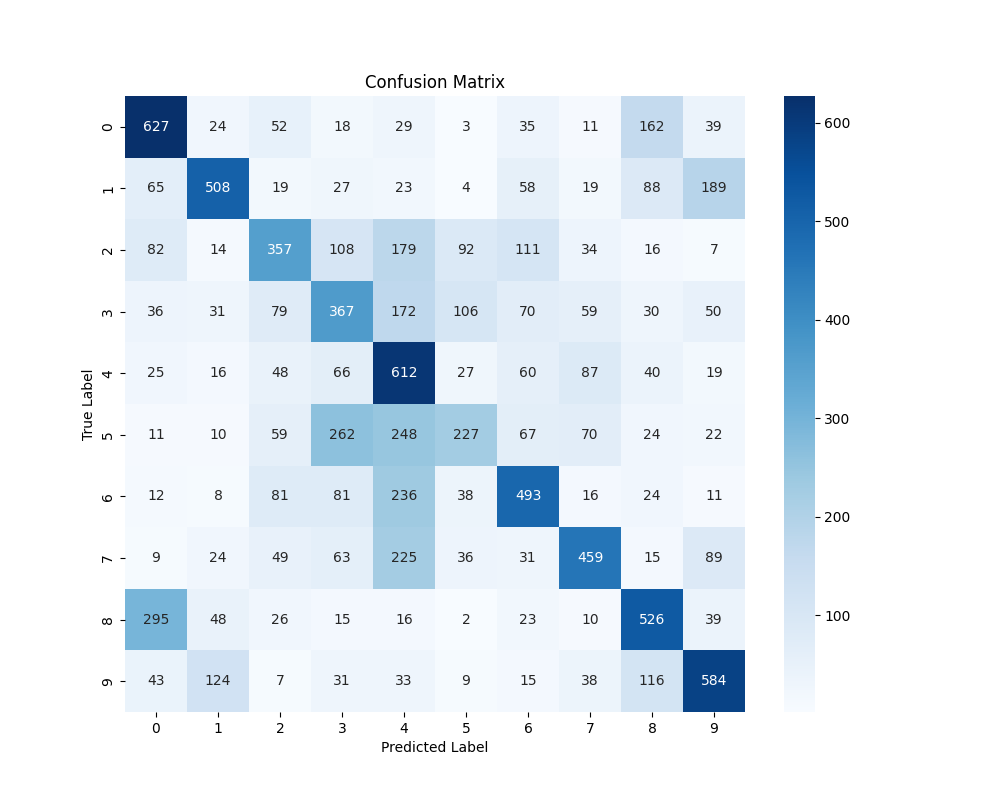 Confusion Matrix
0 627 24 52 18 29 3 35 11 162 39
1 65 508 19 27 23 4 58 19 88 189
2 82 14 357 108 179 92 111 34 16 7
3 36 31 79 367 172 106 70 59 30 50
4 25 16 48 66 612 27 60 87 40 19
5 11 10 59 262 248 227 67 70 24 22
6 12 8 81 81 236 38 493 16 24 11
7 9 24 49 63 225 36 31 459 15 89
8 295 48 26 15 16 2 23 10 526 39
9 43 124 7 31 33 9 15 38 116 584
0 1 2 3 4 5 6 7 8 9
Predicted Label
True Label
600
500
400
300
200
100